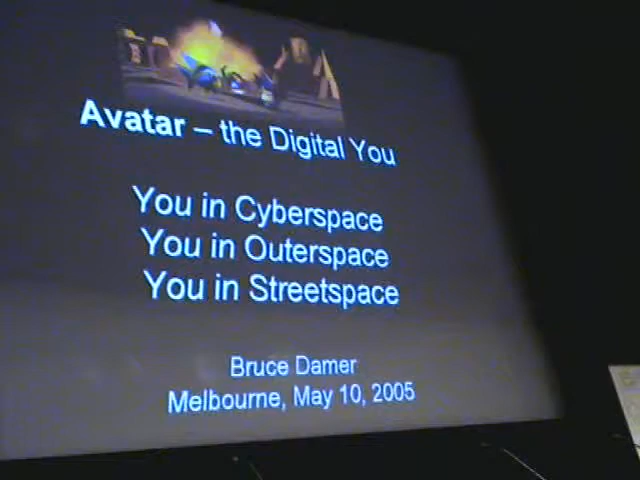 Avatar – the Digital You
You in Cyberspace
You in Outerspace
You in Streetspace
Bruce Damer
Melbourne, May 10, 2005